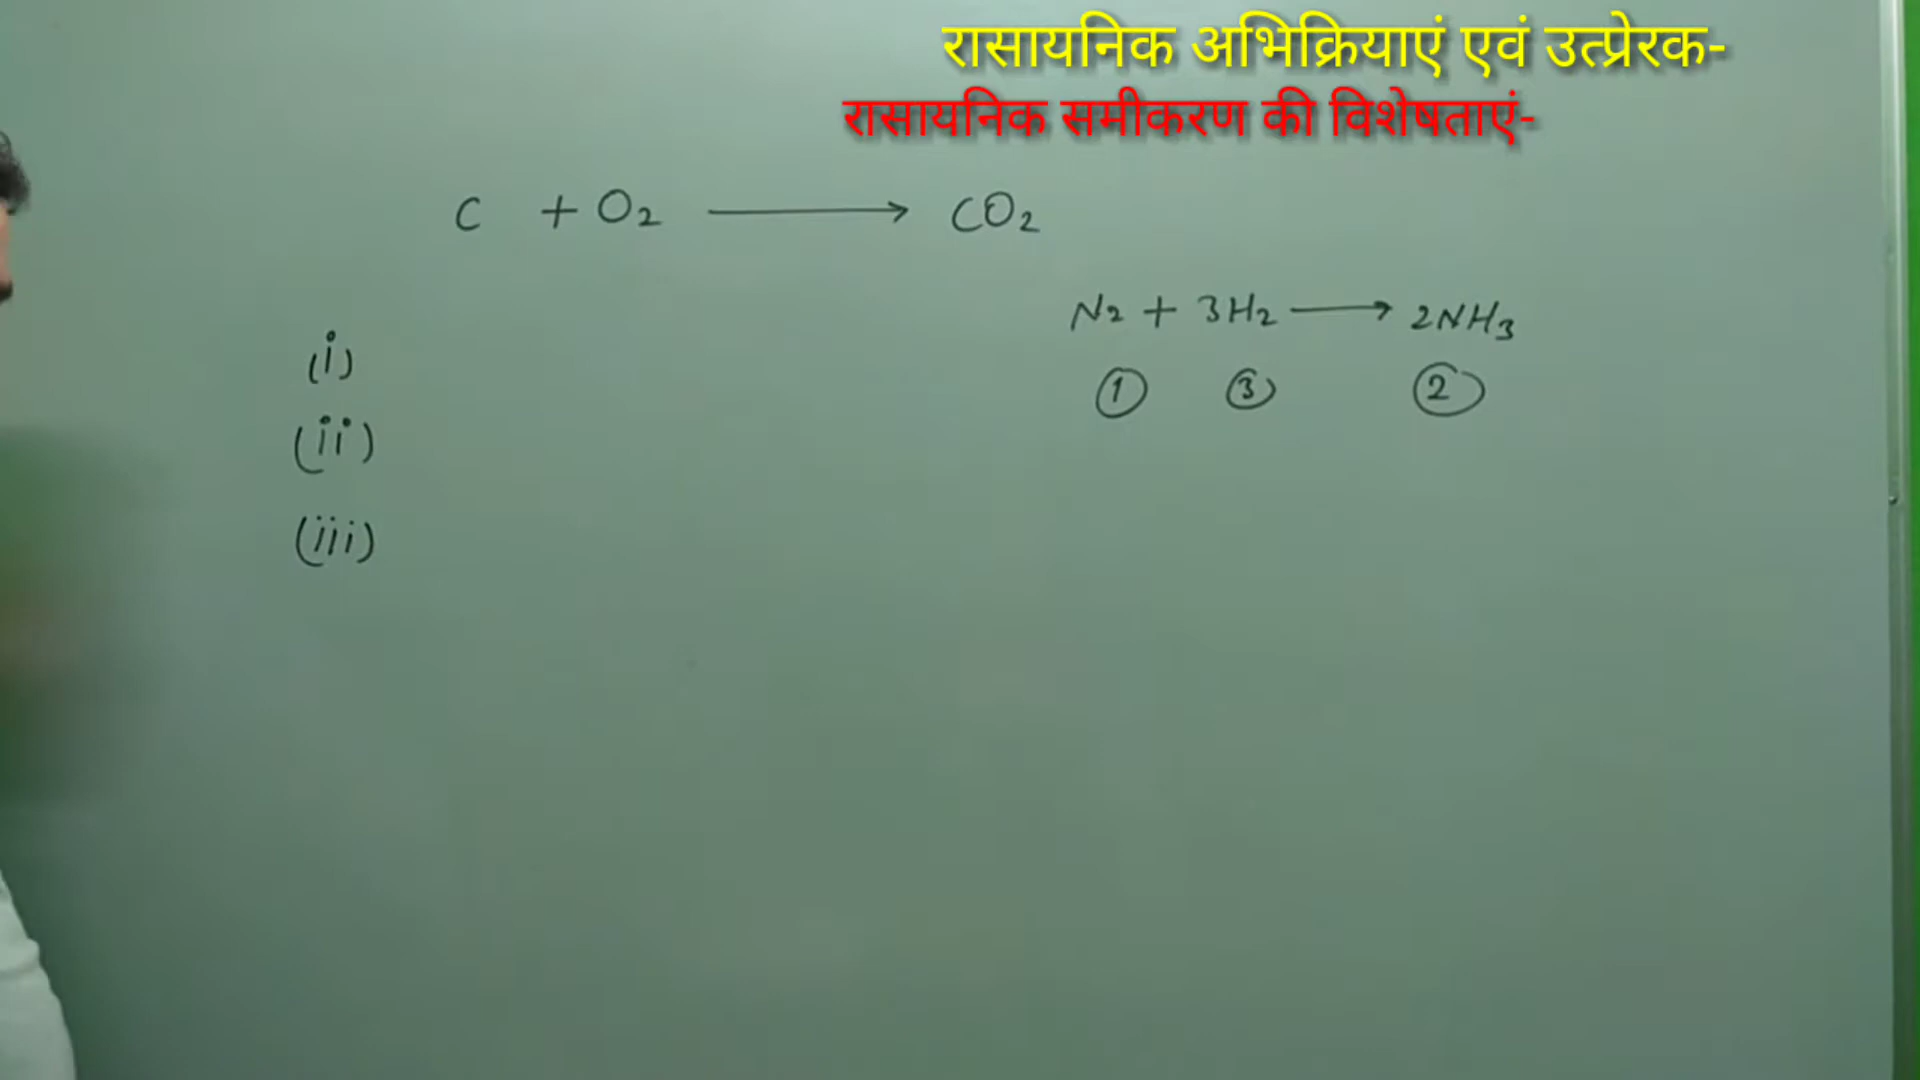 रासायनिक अभिक्रियाएं एवं उत्प्रेरक-
रासायनिक समीकरण की विशेषताएं-
C + O₂ ⟶ CO₂
N₂ + 3H₂ ⟶ 2NH₃
① ③ ②
(i)
(ii)
(iii)